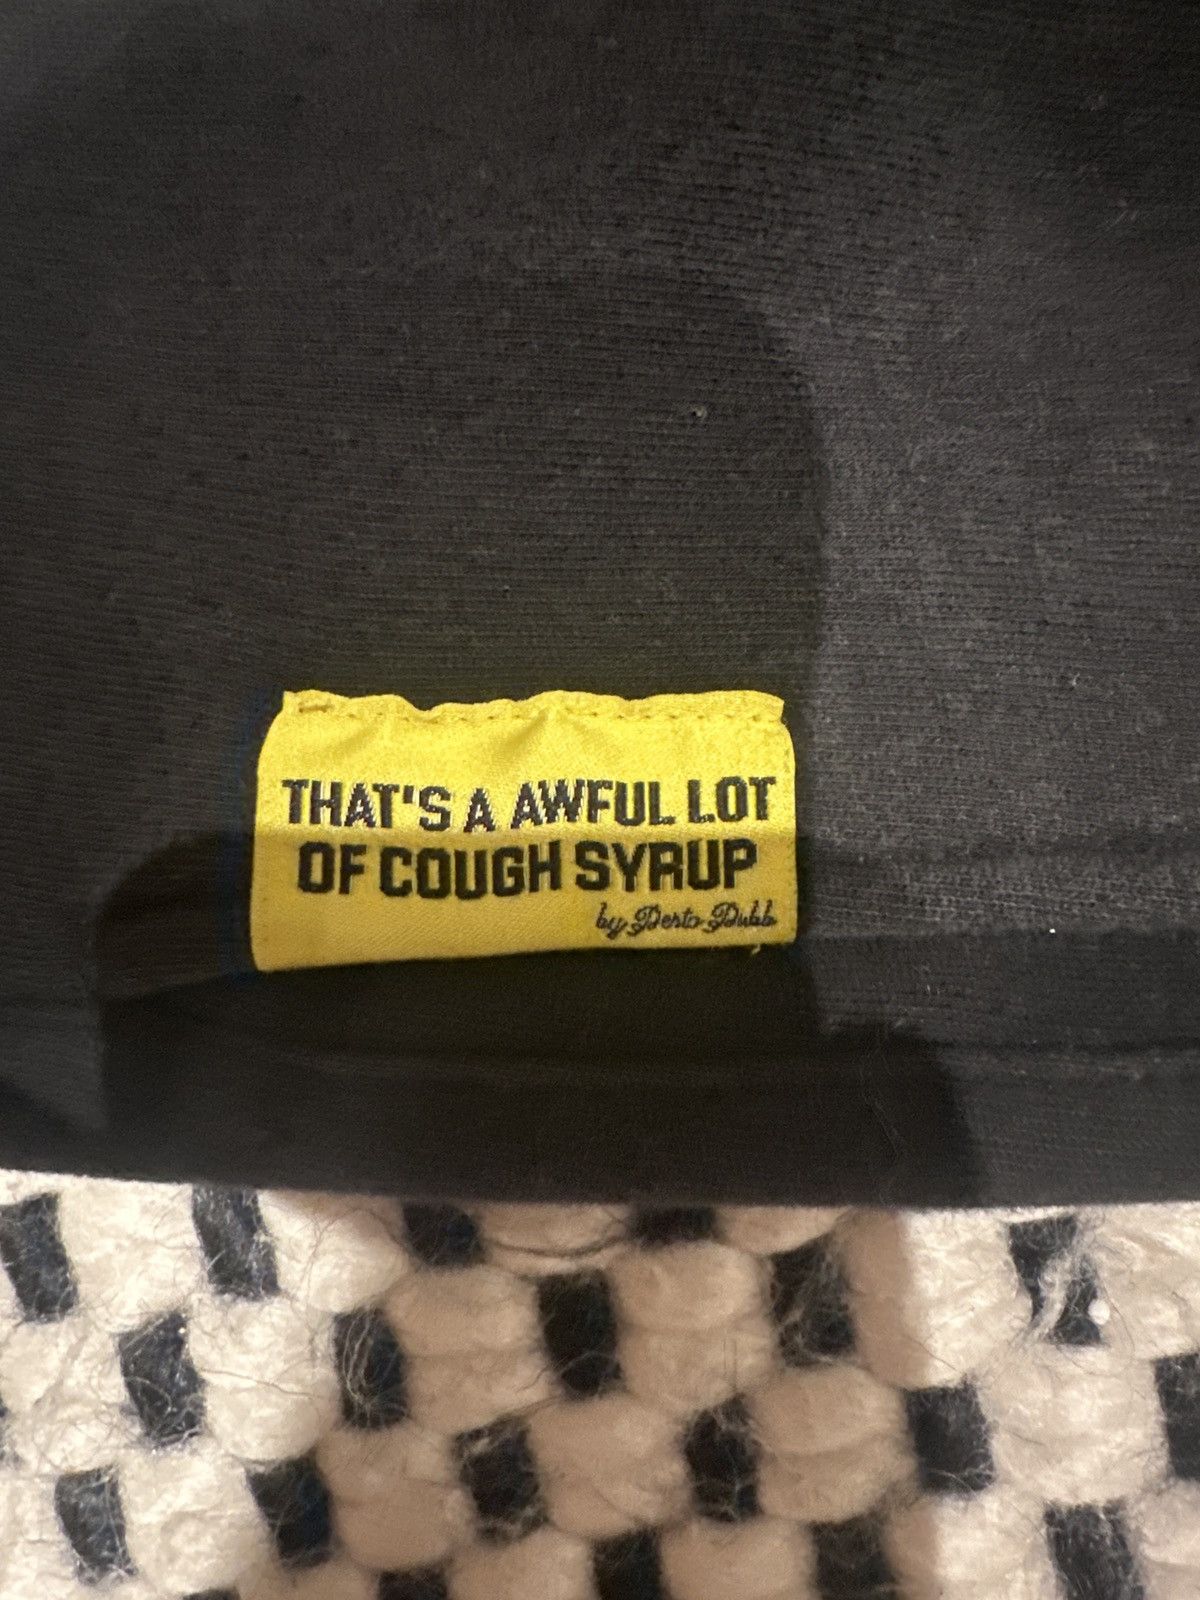 THAT'S A AWFUL LOT
OF COUGH SYRUP
by Desto Dubb